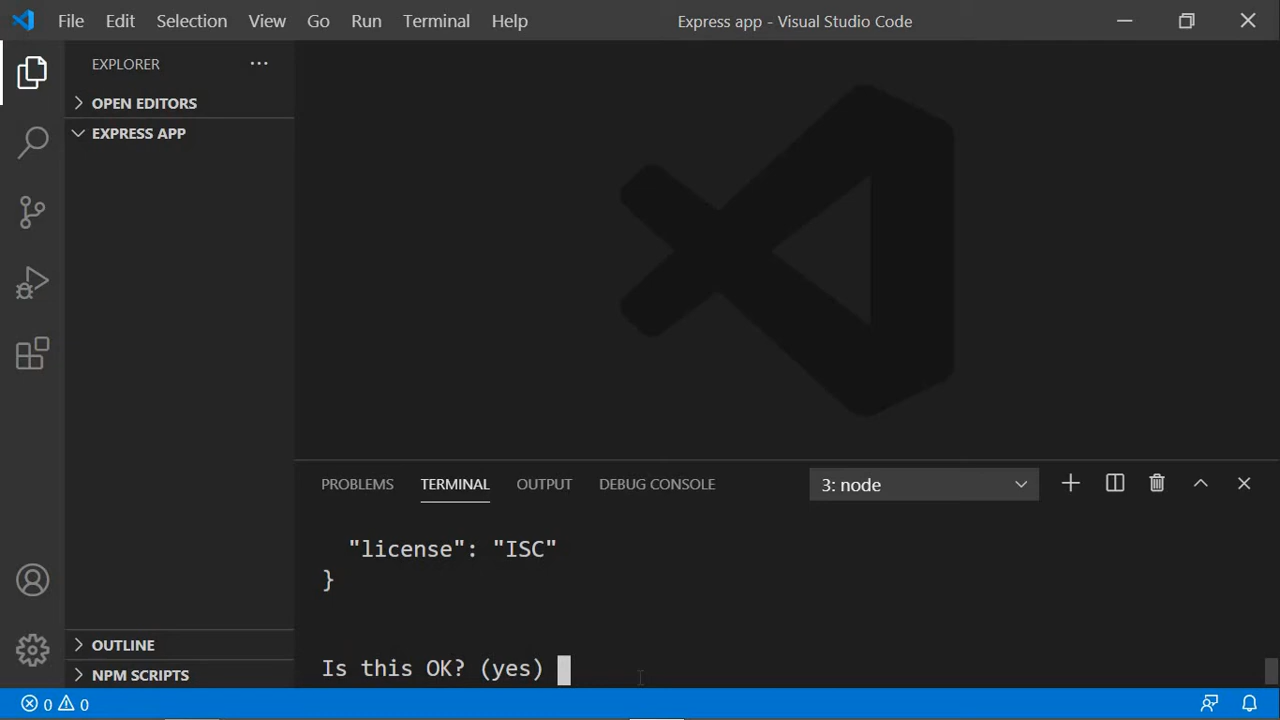 File Edit Selection View Go Run Terminal Help
Express app - Visual Studio Code
EXPLORER
OPEN EDITORS
EXPRESS APP
OUTLINE
NPM SCRIPTS
PROBLEMS TERMINAL OUTPUT DEBUG CONSOLE
3: node
"license": "ISC"
}
Is this OK? (yes)
0 0